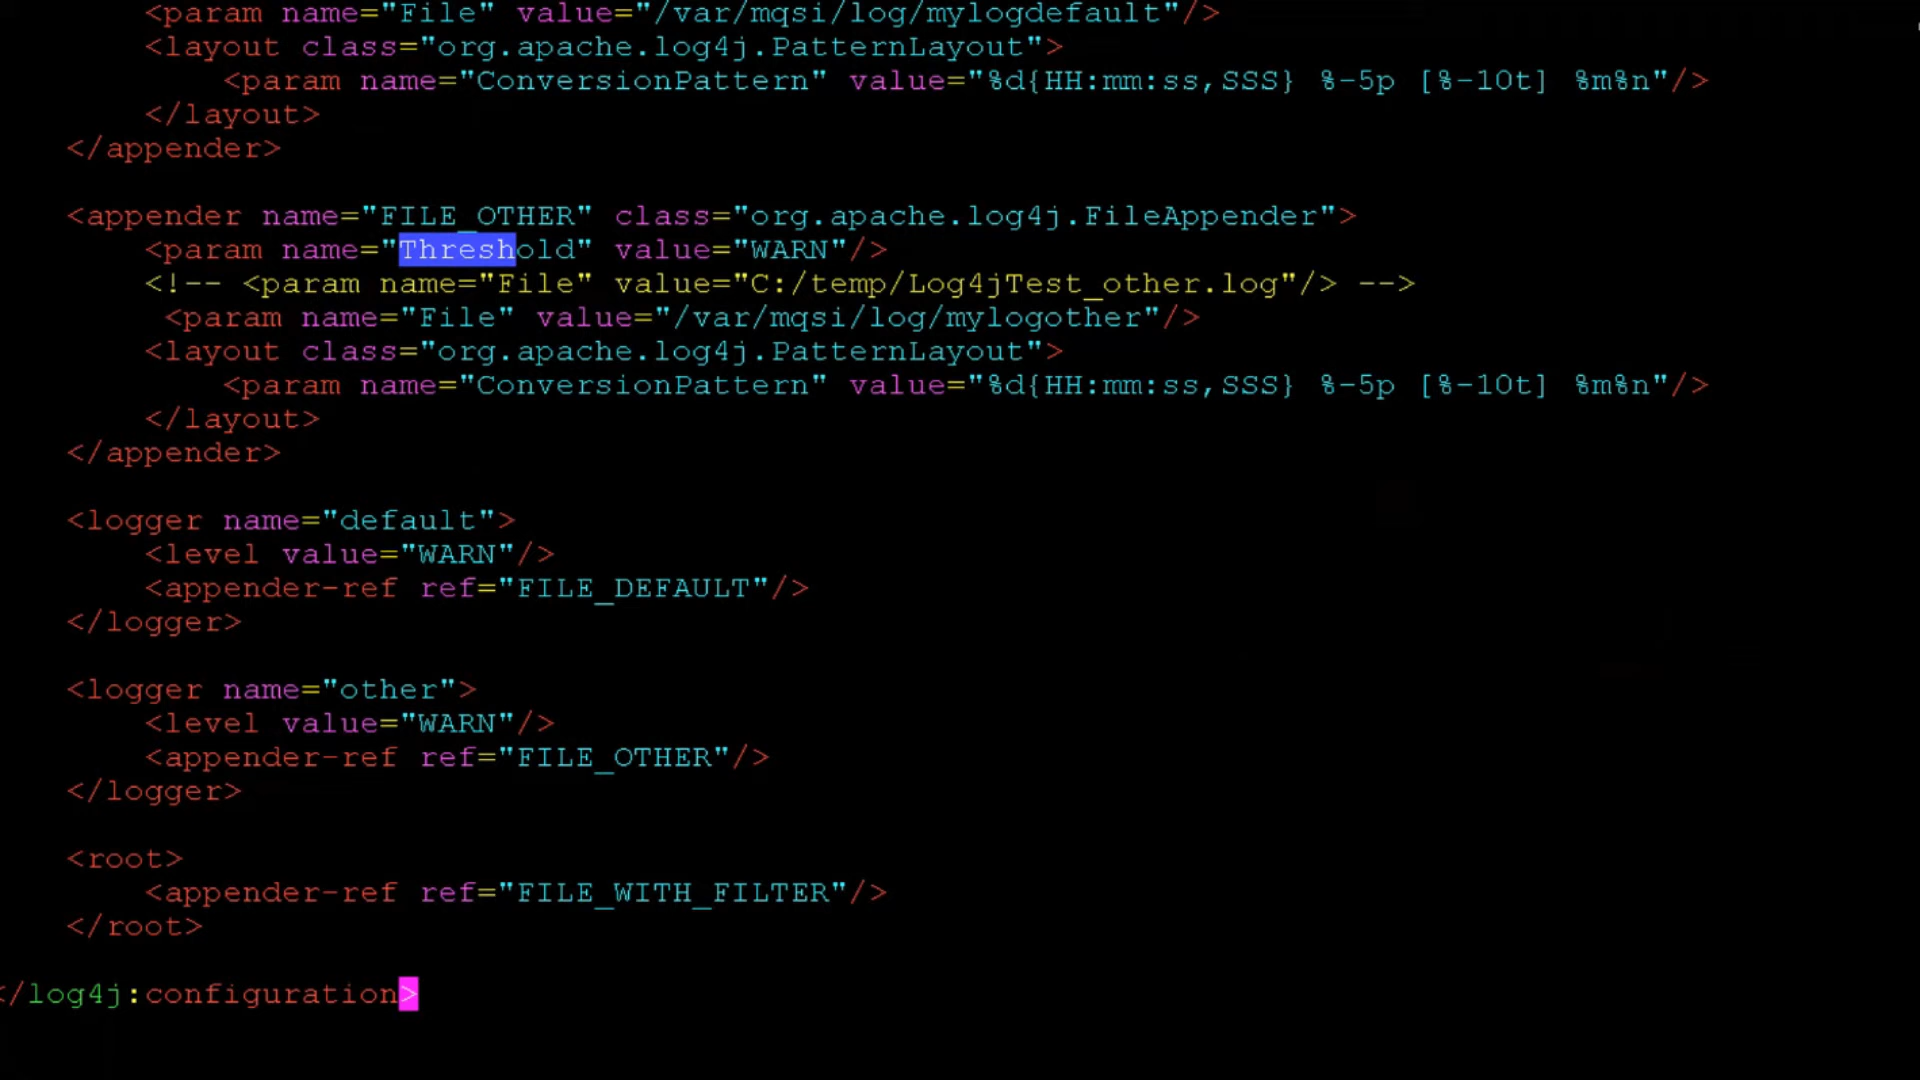 <param name="File" value="/var/mqsi/log/mylogdefault"/>
<layout class="org.apache.log4j.PatternLayout">
<param name="ConversionPattern" value="%d{HH:mm:ss,SSS} %-5p [%-10t] %m%n"/>
</layout>
</appender>
<appender name="FILE_OTHER" class="org.apache.log4j.FileAppender">
<param name="Threshold" value="WARN"/>
<!-- <param name="File" value="C:/temp/Log4jTest_other.log"/> -->
<param name="File" value="/var/mqsi/log/mylogother"/>
<layout class="org.apache.log4j.PatternLayout">
<param name="ConversionPattern" value="%d{HH:mm:ss,SSS} %-5p [%-10t] %m%n"/>
</layout>
</appender>
<logger name="default">
<level value="WARN"/>
<appender-ref ref="FILE_DEFAULT"/>
</logger>
<logger name="other">
<level value="WARN"/>
<appender-ref ref="FILE_OTHER"/>
</logger>
<root>
<appender-ref ref="FILE_WITH_FILTER"/>
</root>
</log4j:configuration>